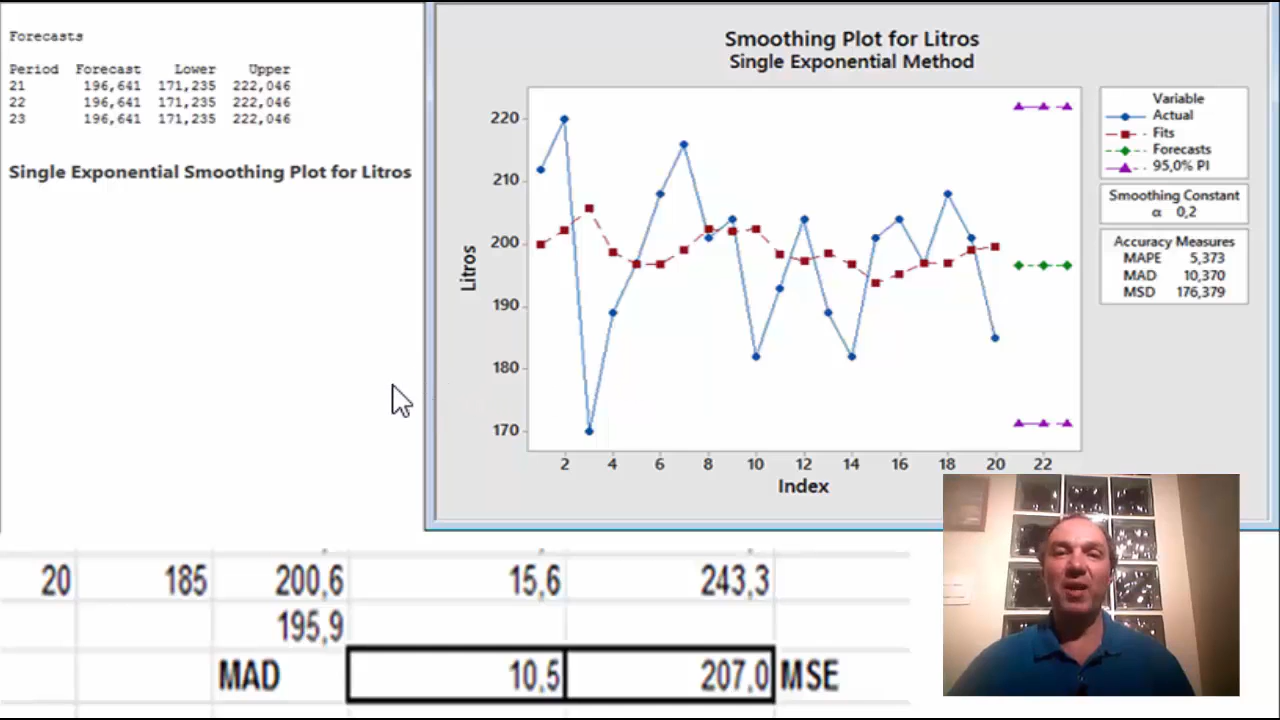 Forecasts
Period Forecast Lower Upper
21 196,641 171,235 222,046
22 196,641 171,235 222,046
23 196,641 171,235 222,046
Single Exponential Smoothing Plot for Litros
Smoothing Plot for Litros
Single Exponential Method
220
210
200
190
180
170
Litros
2 4 6 8 10 12 14 16 18 20 22
Index
Variable
Actual
Fits
Forecasts
95,0% PI
Smoothing Constant
α 0,2
Accuracy Measures
MAPE 5,373
MAD 10,370
MSD 176,379
20 185 200,6 15,6 243,3
195,9
MAD 10,5 207,0 MSE